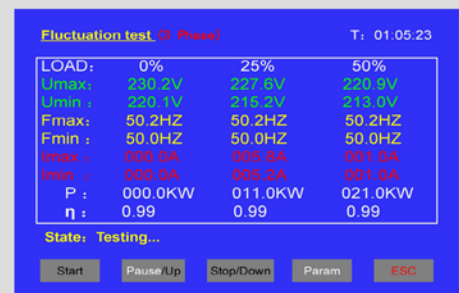 Fluctuation test (3 Phase) T: 01:05:23
LOAD: 0% 25% 50%
Umax: 230.2V 227.6V 220.9V
Umin : 220.1V 215.2V 213.0V
Fmax: 50.2HZ 50.2HZ 50.2HZ
Fmin : 50.0HZ 50.0HZ 50.0HZ
Imax : 000.0A 005.8A 001.0A
Imin : 000.0A 005.2A 001.0A
P : 000.0KW 011.0KW 021.0KW
η : 0.99 0.99 0.99
State: Testing...
Start Pause/Up Stop/Down Param ESC